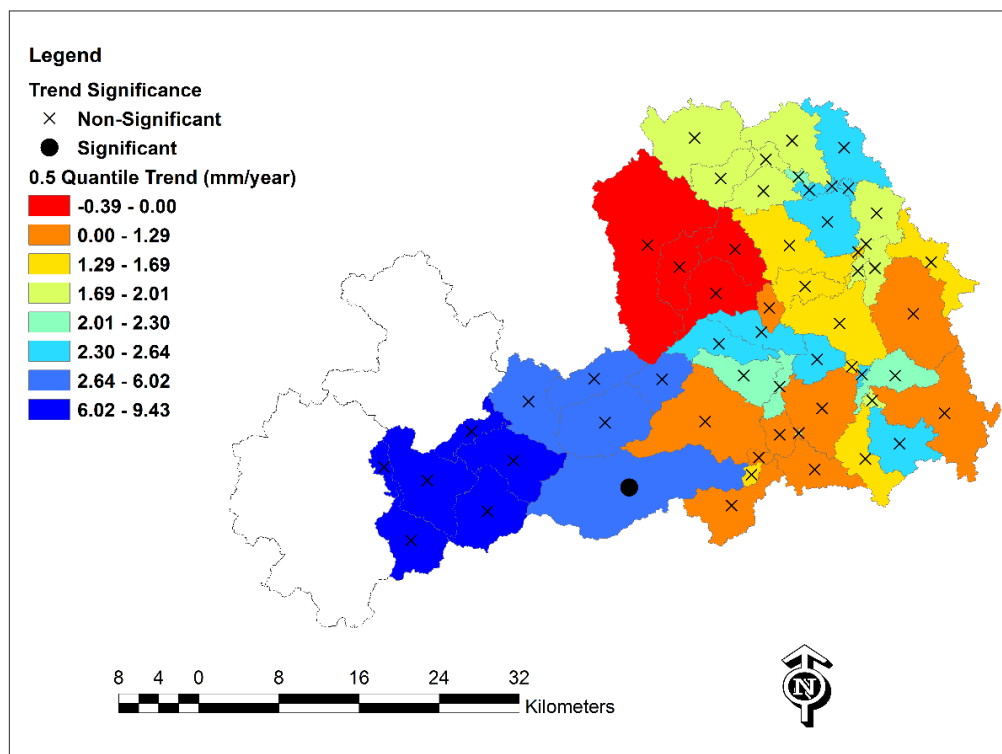 Legend
Trend Significance
Non-Significant
Significant
0.5 Quantile Trend (mm/year)
-0.39 - 0.00
0.00 - 1.29
1.29 - 1.69
1.69 - 2.01
2.01 - 2.30
2.30 - 2.64
2.64 - 6.02
6.02 - 9.43
8 4 0 8 16 24 32
Kilometers
N